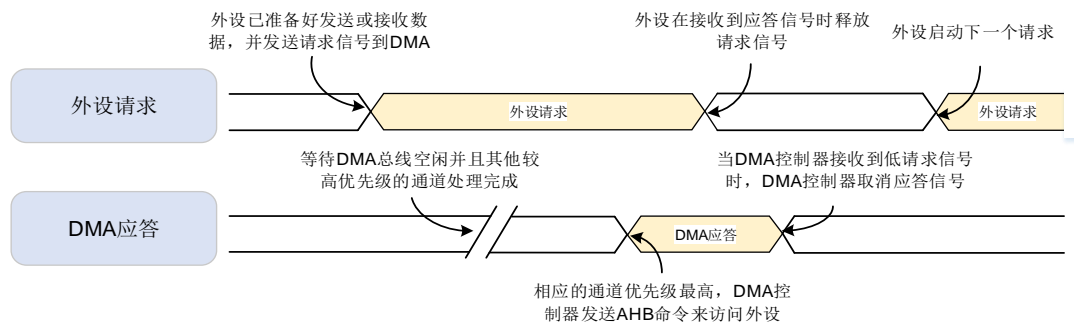 外设已准备好发送或接收数
据，并发送请求信号到DMA
外设在接收到应答信号时释放
请求信号
外设启动下一个请求
外设请求
外设请求
外设请求
等待DMA总线空闲并且其他较
高优先级的通道处理完成
当DMA控制器接收到低请求信号
时，DMA控制器取消应答信号
DMA应答
DMA应答
相应的通道优先级最高，DMA控
制器发送AHB命令来访问外设